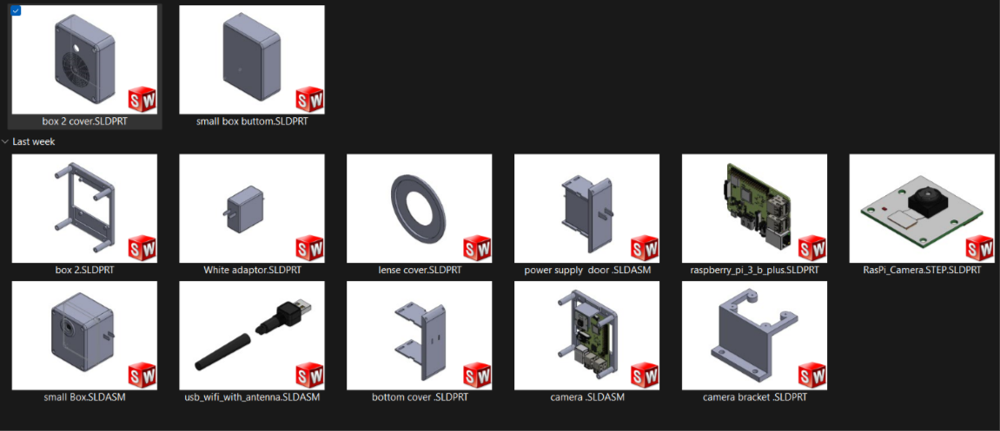 box 2 cover.SLDPRT
small box buttom.SLDPRT
Last week
box 2.SLDPRT
White adaptor.SLDPRT
lense cover.SLDPRT
power supply  door .SLDASM
raspberry_pi_3_b_plus.SLDPRT
RasPi_Camera.STEP.SLDPRT
small Box.SLDASM
usb_wifi_with_antenna.SLDASM
bottom cover .SLDPRT
camera .SLDASM
camera bracket .SLDPRT